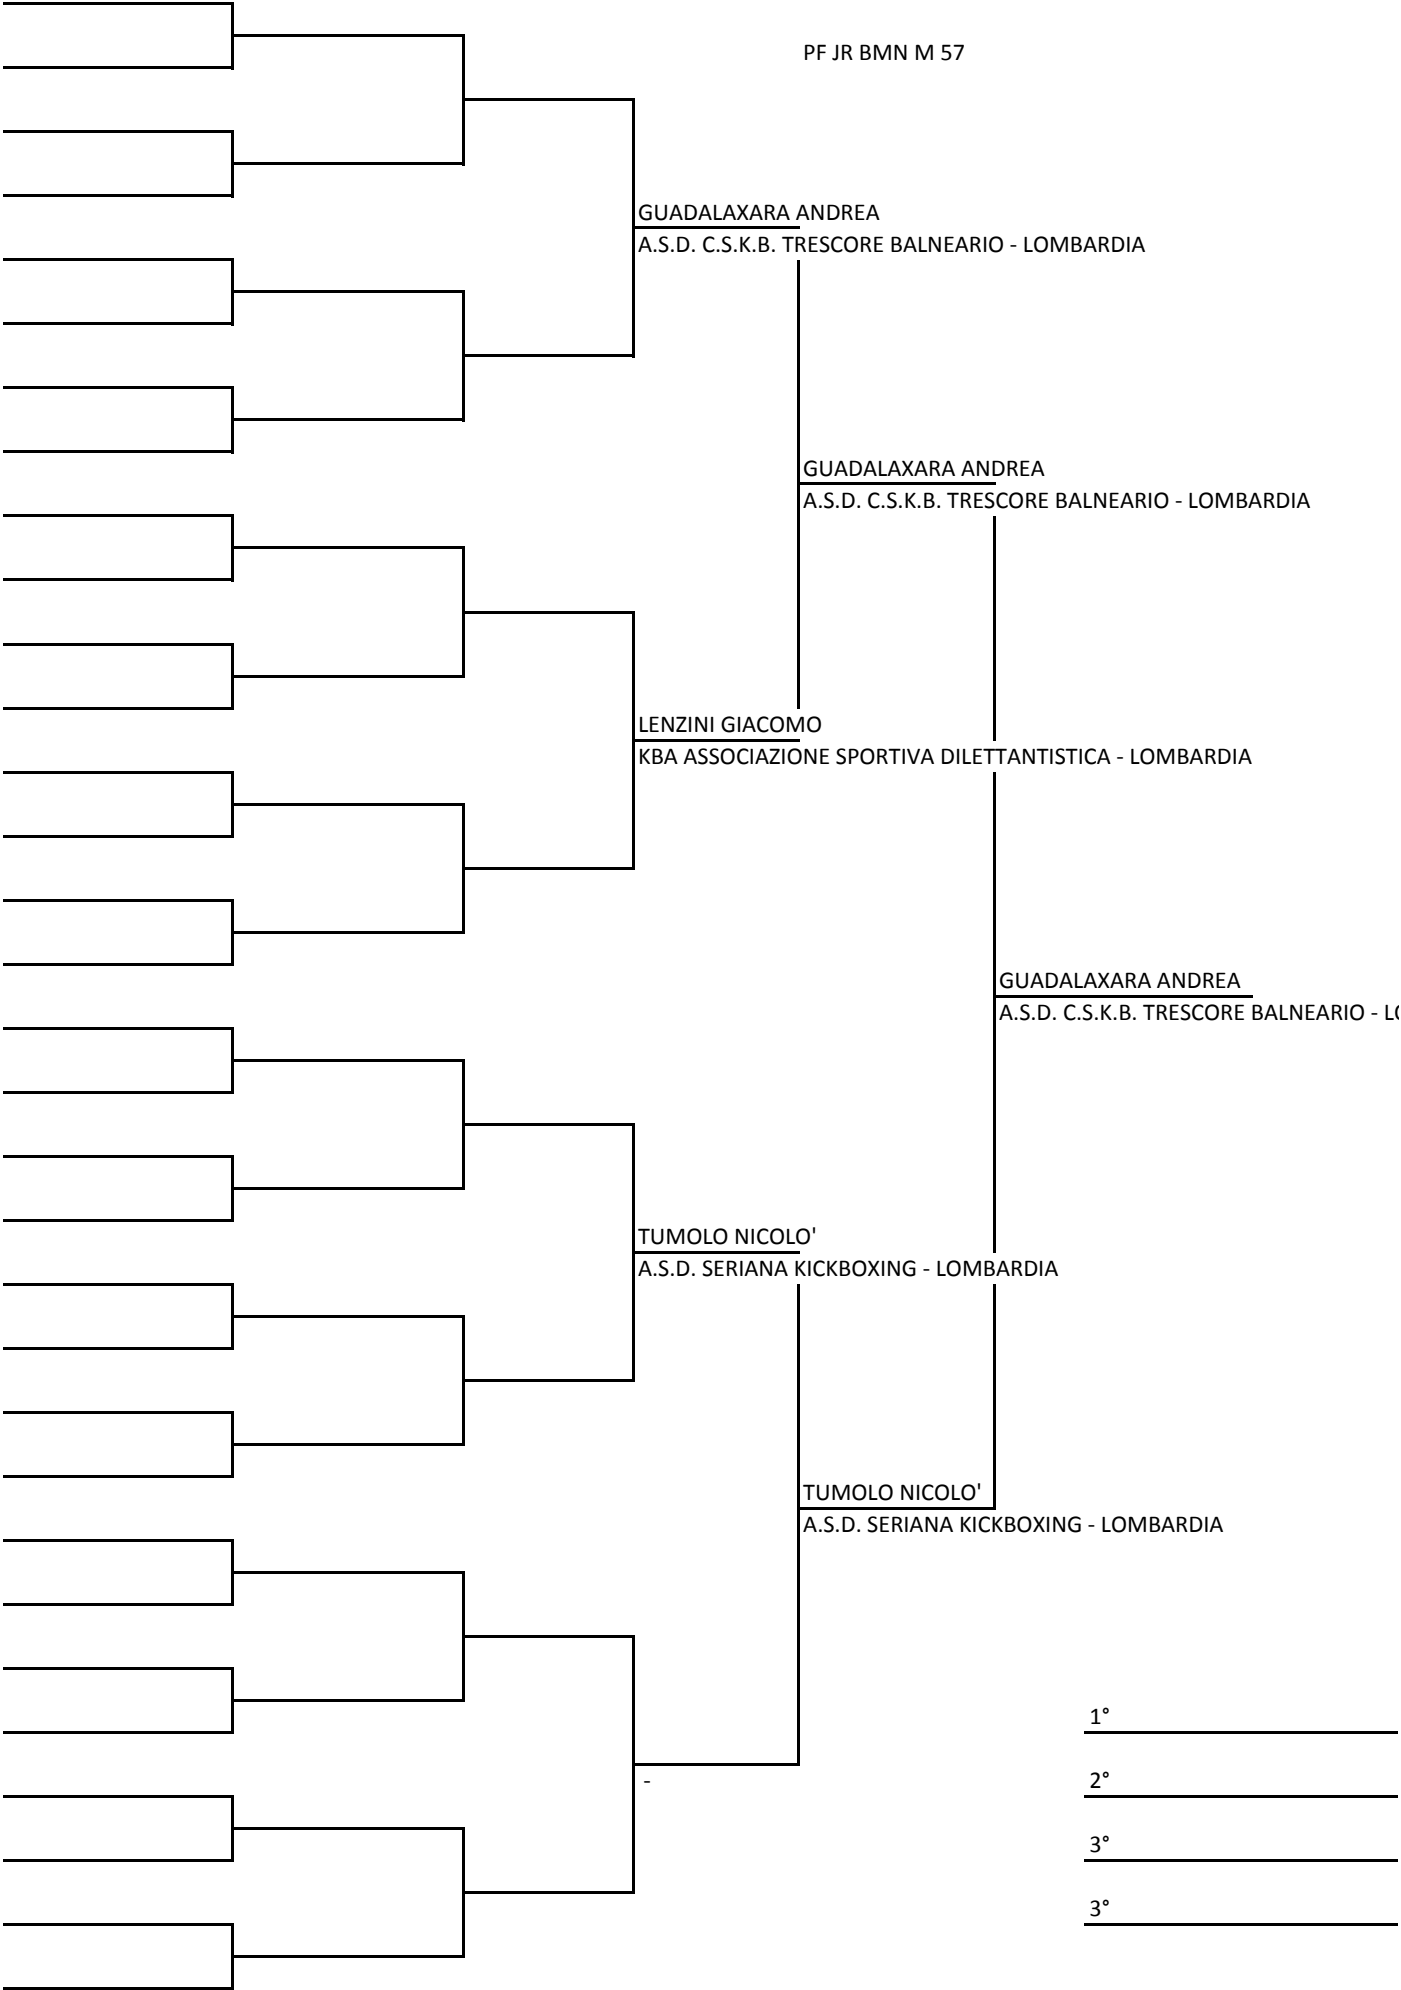 PF JR BMN M 57
GUADALAXARA ANDREA
A.S.D. C.S.K.B. TRESCORE BALNEARIO - LOMBARDIA
GUADALAXARA ANDREA
A.S.D. C.S.K.B. TRESCORE BALNEARIO - LOMBARDIA
LENZINI GIACOMO
KBA ASSOCIAZIONE SPORTIVA DILETTANTISTICA - LOMBARDIA
GUADALAXARA ANDREA
A.S.D. C.S.K.B. TRESCORE BALNEARIO - L
TUMOLO NICOLO'
A.S.D. SERIANA KICKBOXING - LOMBARDIA
TUMOLO NICOLO'
A.S.D. SERIANA KICKBOXING - LOMBARDIA
1°
-
2°
3°
3°